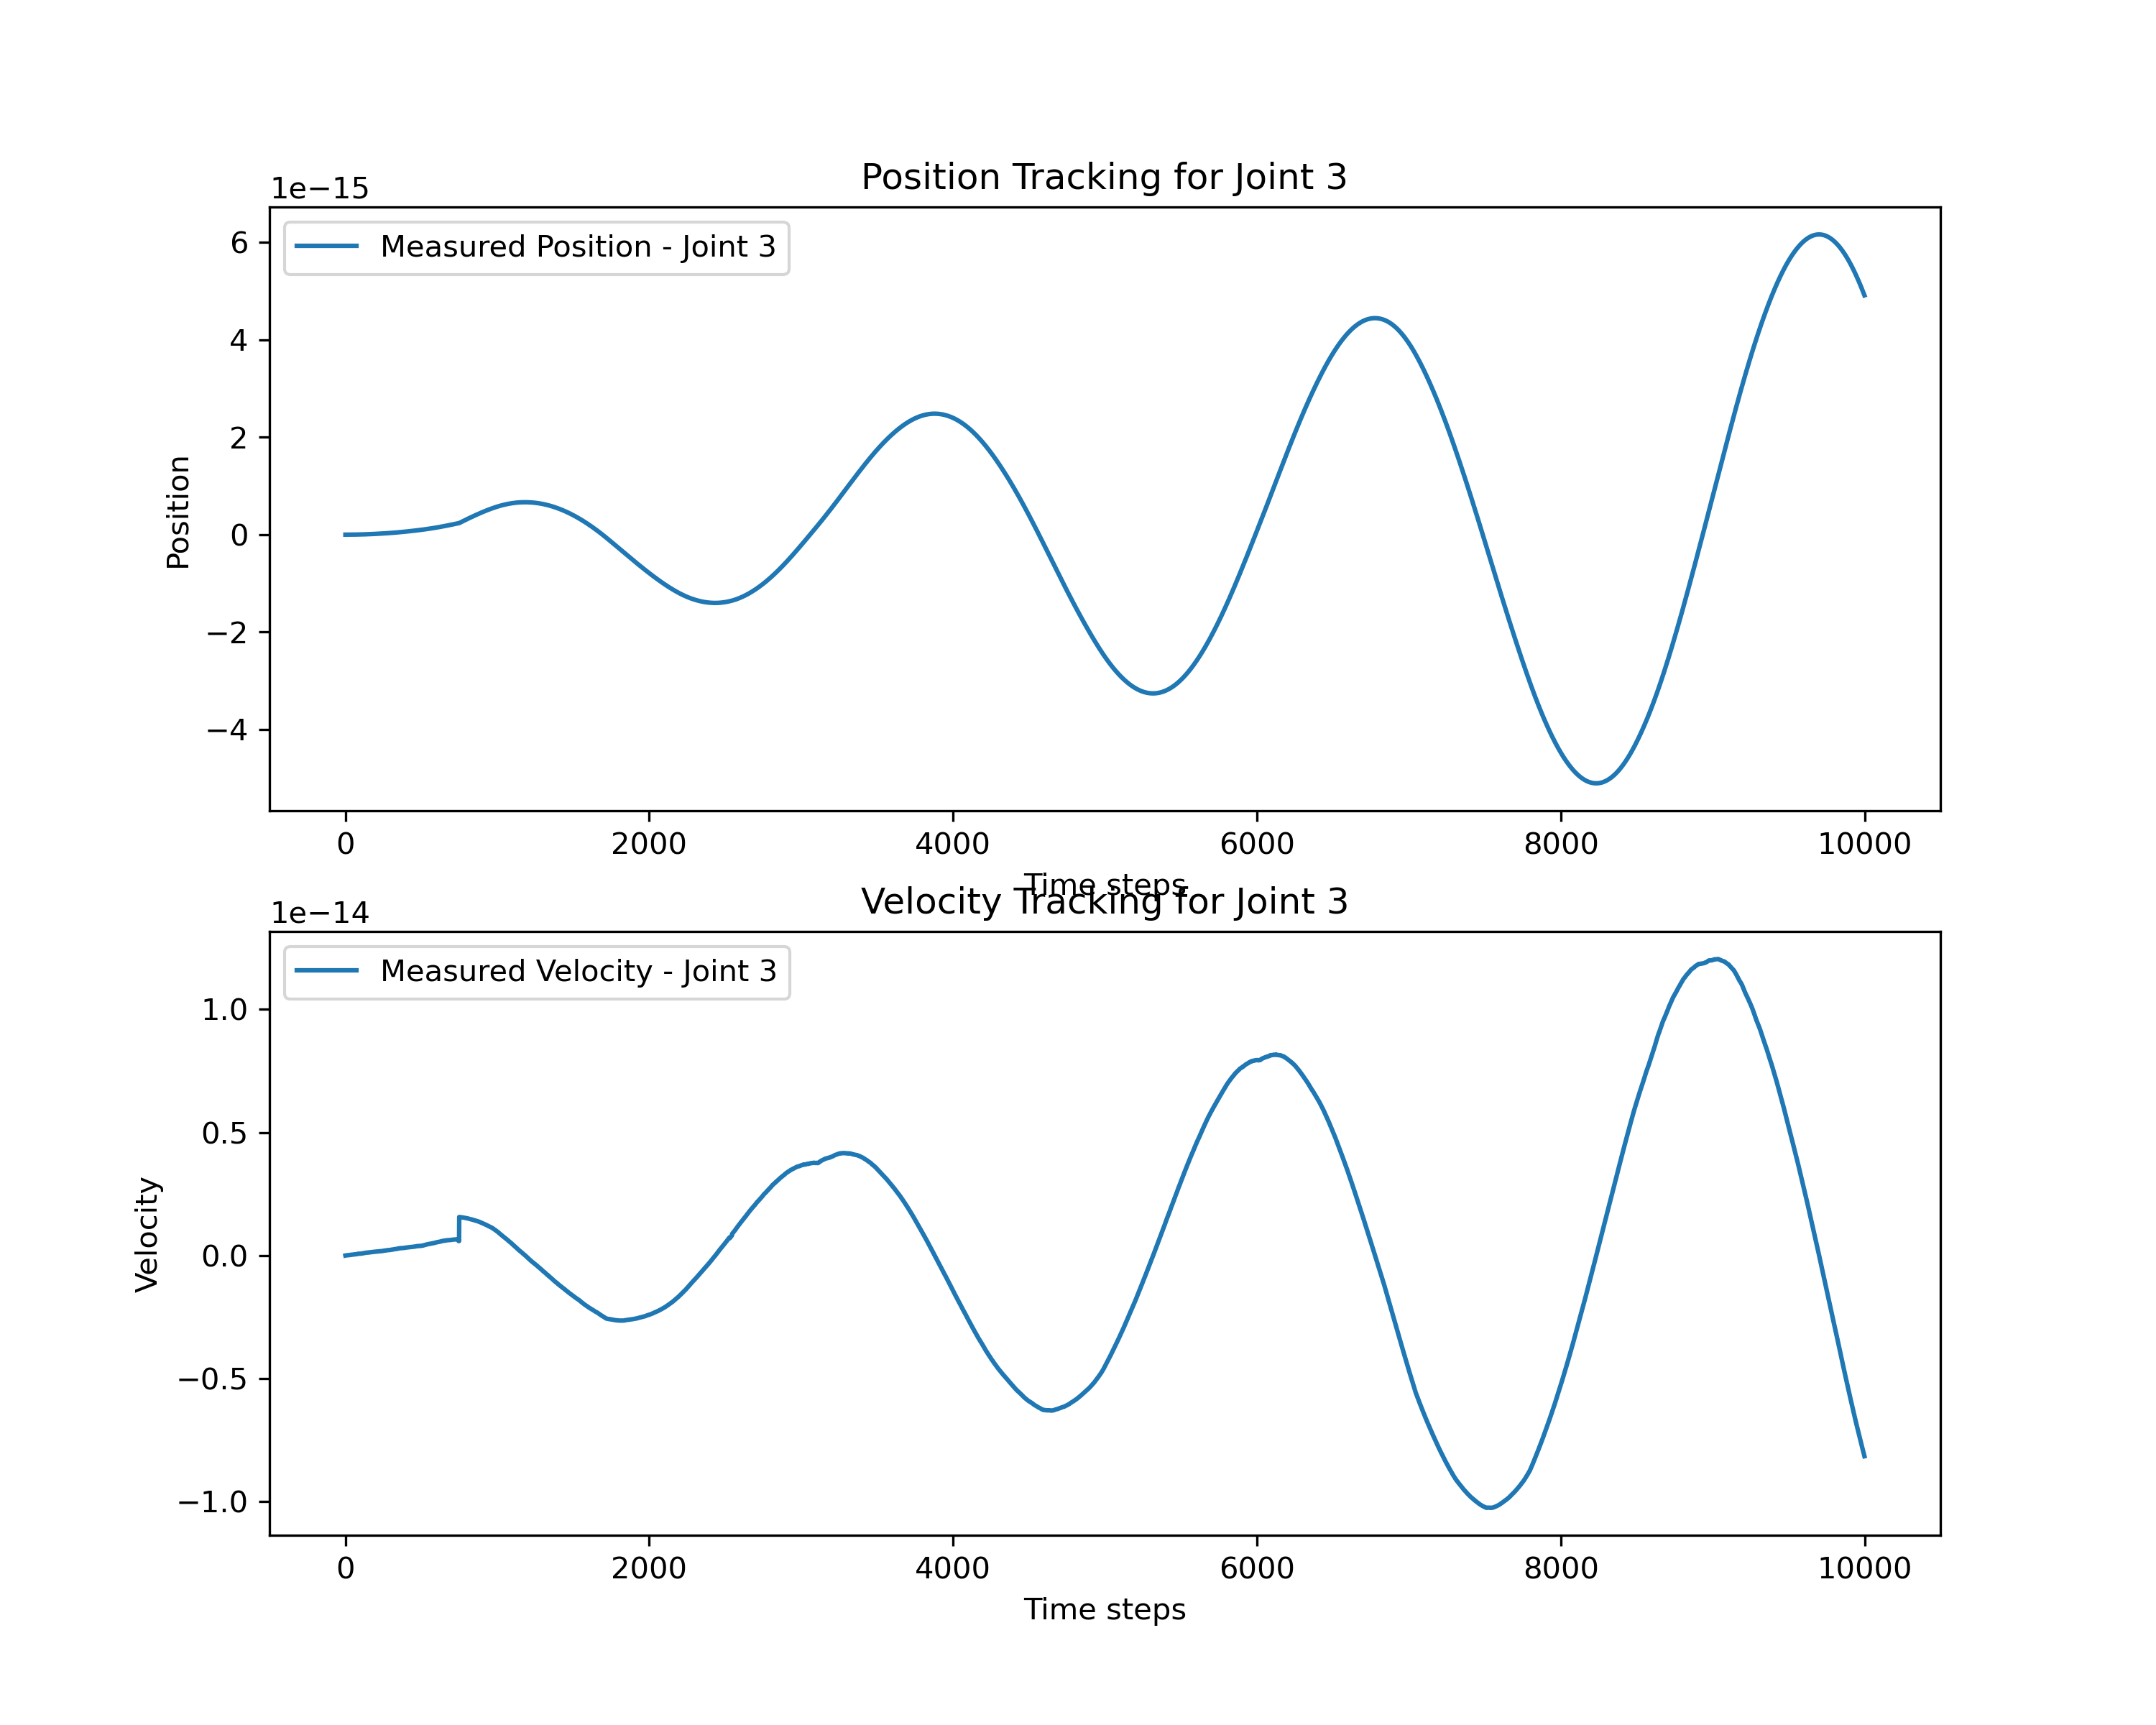 Position Tracking for Joint 3
1e−15
Measured Position - Joint 3
6
4
2
0
−2
−4
Position
0 2000 4000 6000 8000 10000
Time steps
Velocity Tracking for Joint 3
1e−14
Measured Velocity - Joint 3
1.0
0.5
0.0
−0.5
−1.0
Velocity
0 2000 4000 6000 8000 10000
Time steps